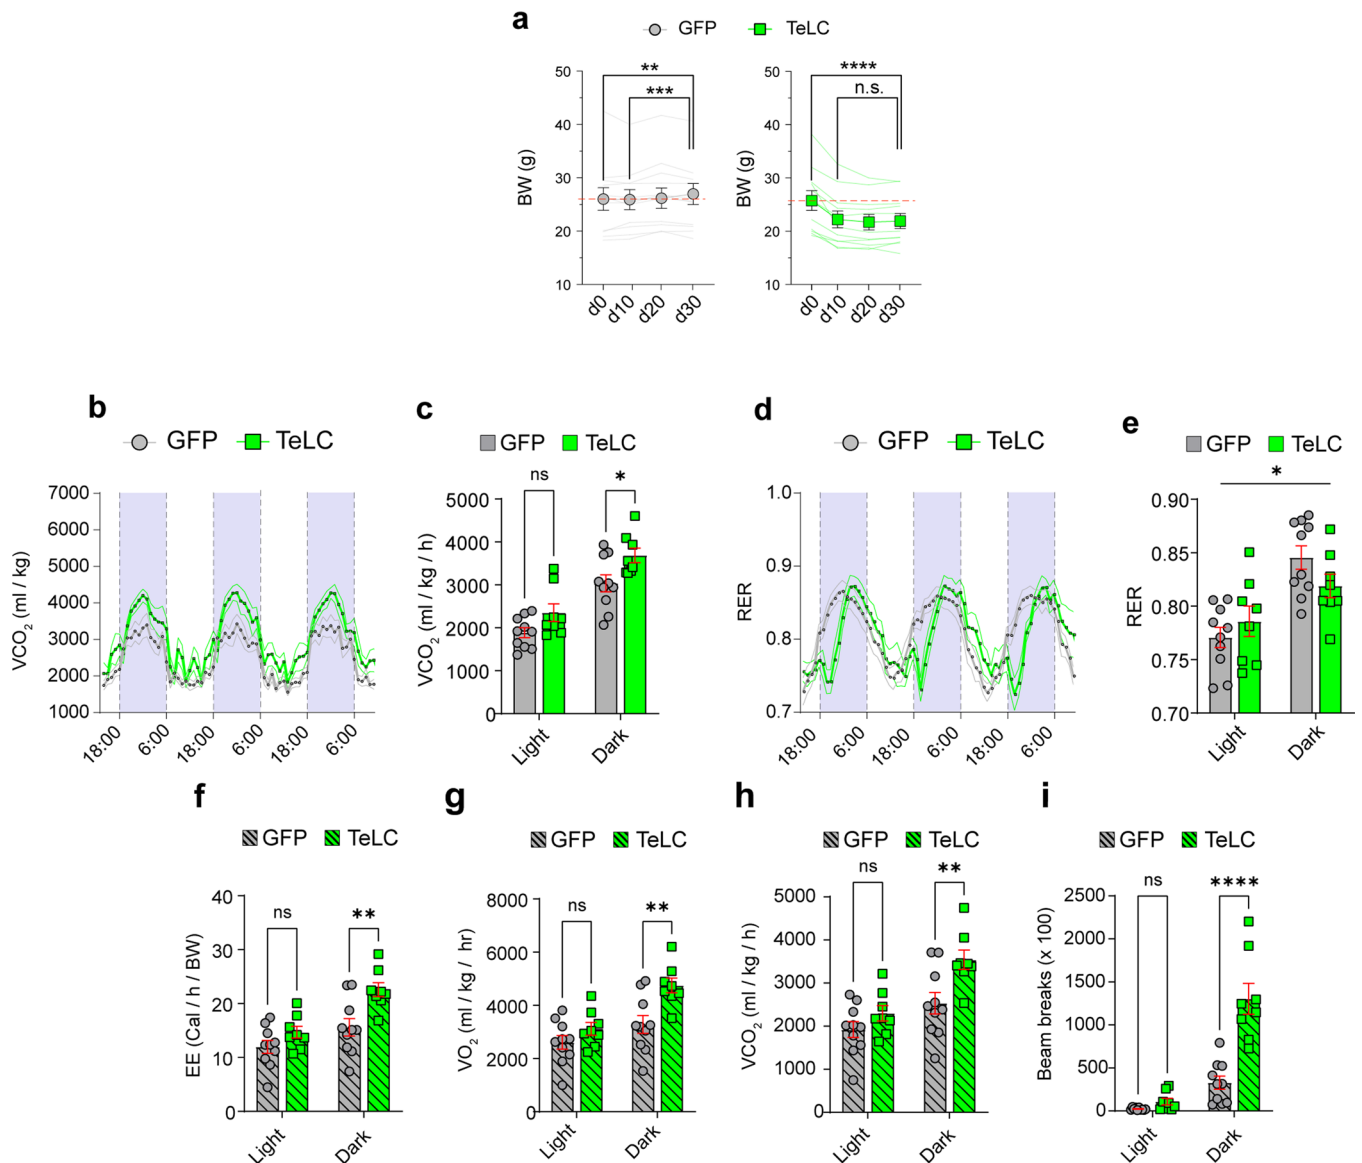 a
GFP TeLC
** ****
*** n.s.
50 50
40 40
30 30
20 20
10 10
BW (g) BW (g)
d0 d10 d20 d30 d0 d10 d20 d30
b
GFP TeLC
7000
6000
5000
4000
3000
2000
1000
VCO2 (ml / kg)
18:00 6:00 18:00 6:00 18:00 6:00
c
GFP TeLC
ns *
5000
4000
3000
2000
1000
0
VCO2 (ml / kg / h)
Light Dark
d
GFP TeLC
1.0
0.9
0.8
0.7
RER
18:00 6:00 18:00 6:00 18:00 6:00
e
GFP TeLC
*
0.90
0.85
0.80
0.75
0.70
RER
Light Dark
f
GFP TeLC
ns **
40
30
20
10
0
EE (Cal / h / BW)
Light Dark
g
GFP TeLC
ns **
8000
6000
4000
2000
0
VO2 (ml / kg / hr)
Light Dark
h
GFP TeLC
ns **
5000
4000
3000
2000
1000
0
VCO2 (ml / kg / h)
Light Dark
i
GFP TeLC
ns ****
2500
2000
1500
1000
500
0
Beam breaks (x 100)
Light Dark